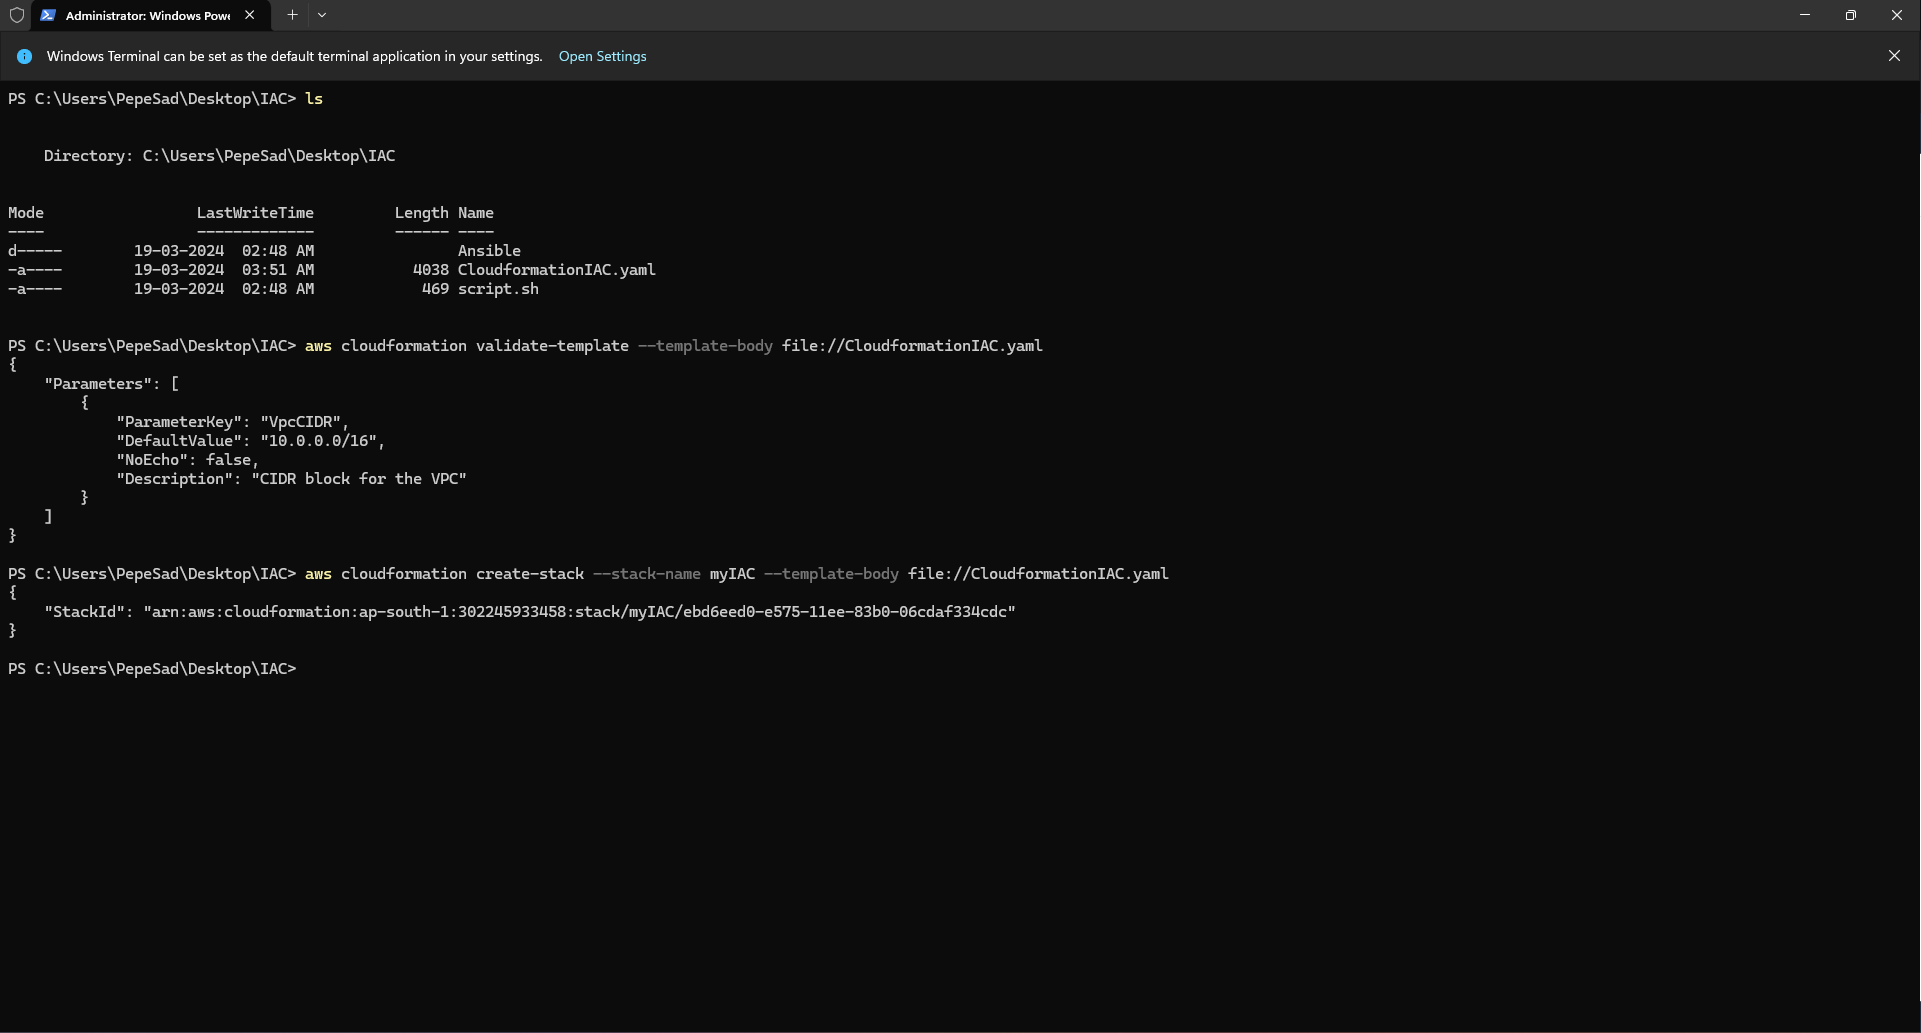 Administrator: Windows Powe
Windows Terminal can be set as the default terminal application in your settings. Open Settings
PS C:\Users\PepeSad\Desktop\IAC> ls
Directory: C:\Users\PepeSad\Desktop\IAC
Mode                 LastWriteTime         Length Name
----                 -------------         ------ ----
d-----        19-03-2024  02:48 AM                Ansible
-a----        19-03-2024  03:51 AM           4038 CloudformationIAC.yaml
-a----        19-03-2024  02:48 AM            469 script.sh
PS C:\Users\PepeSad\Desktop\IAC> aws cloudformation validate-template --template-body file://CloudformationIAC.yaml
{
    "Parameters": [
        {
            "ParameterKey": "VpcCIDR",
            "DefaultValue": "10.0.0.0/16",
            "NoEcho": false,
            "Description": "CIDR block for the VPC"
        }
    ]
}
PS C:\Users\PepeSad\Desktop\IAC> aws cloudformation create-stack --stack-name myIAC --template-body file://CloudformationIAC.yaml
{
    "StackId": "arn:aws:cloudformation:ap-south-1:302245933458:stack/myIAC/ebd6eed0-e575-11ee-83b0-06cdaf334cdc"
}
PS C:\Users\PepeSad\Desktop\IAC>